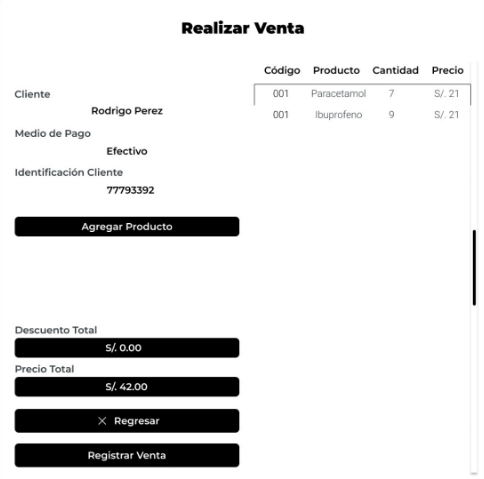 Realizar Venta
Código Producto Cantidad Precio
001 Paracetamol 7 S/. 21
001 Ibuprofeno 9 S/. 21
Cliente
Rodrigo Perez
Medio de Pago
Efectivo
Identificación Cliente
77793392
Agregar Producto
Descuento Total
S/. 0.00
Precio Total
S/. 42.00
Regresar
Registrar Venta